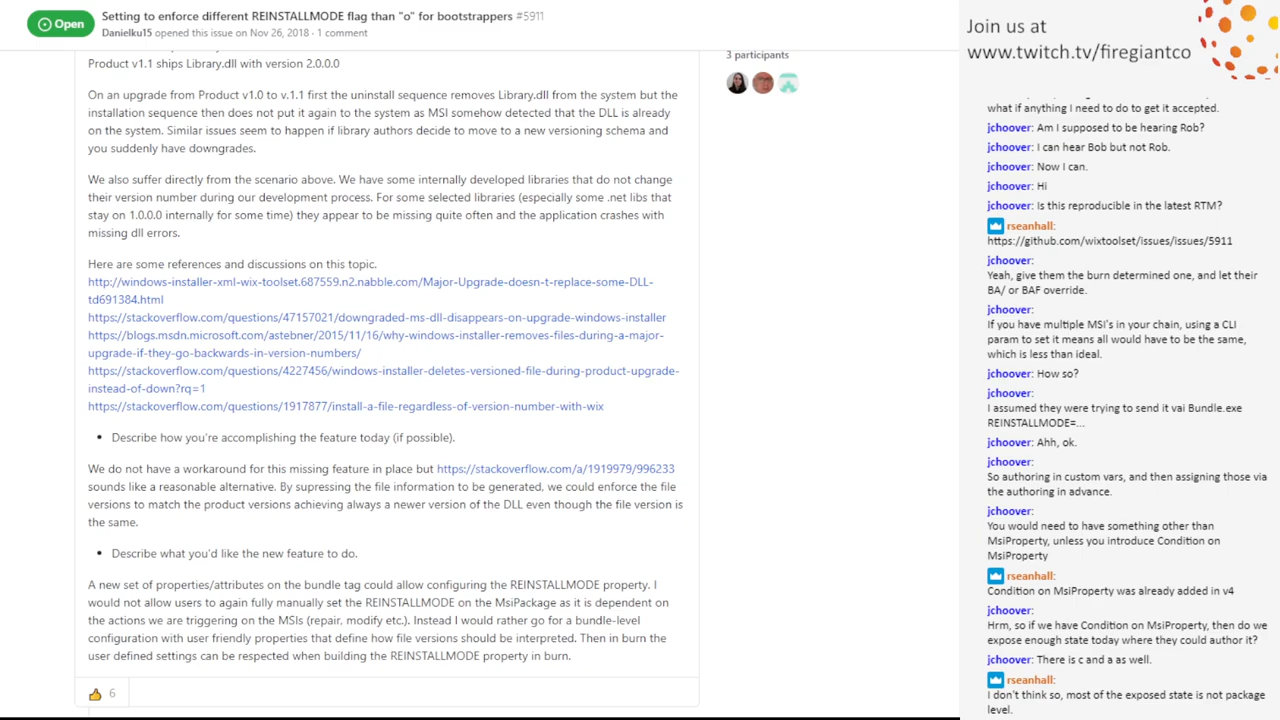 Open
Setting to enforce different REINSTALLMODE flag than "o" for bootstrappers #5911
Danielku15 opened this issue on Nov 26, 2018 · 1 comment
Product v1.1 ships Library.dll with version 2.0.0.0
On an upgrade from Product v1.0 to v.1.1 first the uninstall sequence removes Library.dll from the system but the
installation sequence then does not put it again to the system as MSI somehow detected that the DLL is already
on the system. Similar issues seem to happen if library authors decide to move to a new versioning schema and
you suddenly have downgrades.
We also suffer directly from the scenario above. We have some internally developed libraries that do not change
their version number during our development process. For some selected libraries (especially some .net libs that
stay on 1.0.0.0 internally for some time) they appear to be missing quite often and the application crashes with
missing dll errors.
Here are some references and discussions on this topic.
http://windows-installer-xml-wix-toolset.687559.n2.nabble.com/Major-Upgrade-doesn-t-replace-some-DLL-
td691384.html
https://stackoverflow.com/questions/47157021/downgraded-ms-dll-disappears-on-upgrade-windows-installer
https://blogs.msdn.microsoft.com/astebner/2015/11/16/why-windows-installer-removes-files-during-a-major-
upgrade-if-they-go-backwards-in-version-numbers/
https://stackoverflow.com/questions/4227456/windows-installer-deletes-versioned-file-during-product-upgrade-
instead-of-down?rq=1
https://stackoverflow.com/questions/1917877/install-a-file-regardless-of-version-number-with-wix
• Describe how you're accomplishing the feature today (if possible).
We do not have a workaround for this missing feature in place but https://stackoverflow.com/a/1919979/996233
sounds like a reasonable alternative. By supressing the file information to be generated, we could enforce the file
versions to match the product versions achieving always a newer version of the DLL even though the file version is
the same.
• Describe what you'd like the new feature to do.
A new set of properties/attributes on the bundle tag could allow configuring the REINSTALLMODE property. I
would not allow users to again fully manually set the REINSTALLMODE on the MsiPackage as it is dependent on
the actions we are triggering on the MSIs (repair, modify etc.). Instead I would rather go for a bundle-level
configuration with user friendly properties that define how file versions should be interpreted. Then in burn the
user defined settings can be respected when building the REINSTALLMODE property in burn.
6
3 participants
Join us at
www.twitch.tv/firegiantco
what if anything I need to do to get it accepted.
jchoover: Am I supposed to be hearing Rob?
jchoover: I can hear Bob but not Rob.
jchoover: Now I can.
jchoover: Hi
jchoover: Is this reproducible in the latest RTM?
rseanhall:
https://github.com/wixtoolset/issues/issues/5911
jchoover:
Yeah, give them the burn determined one, and let their
BA/ or BAF override.
jchoover:
If you have multiple MSI's in your chain, using a CLI
param to set it means all would have to be the same,
which is less than ideal.
jchoover: How so?
jchoover:
I assumed they were trying to send it vai Bundle.exe
REINSTALLMODE=...
jchoover: Ahh, ok.
jchoover:
So authoring in custom vars, and then assigning those via
the authoring in advance.
jchoover:
You would need to have something other than
MsiProperty, unless you introduce Condition on
MsiProperty
rseanhall:
Condition on MsiProperty was already added in v4
jchoover:
Hrm, so if we have Condition on MsiProperty, then do we
expose enough state today where they could author it?
jchoover: There is c and a as well.
rseanhall:
I don't think so, most of the exposed state is not package
level.